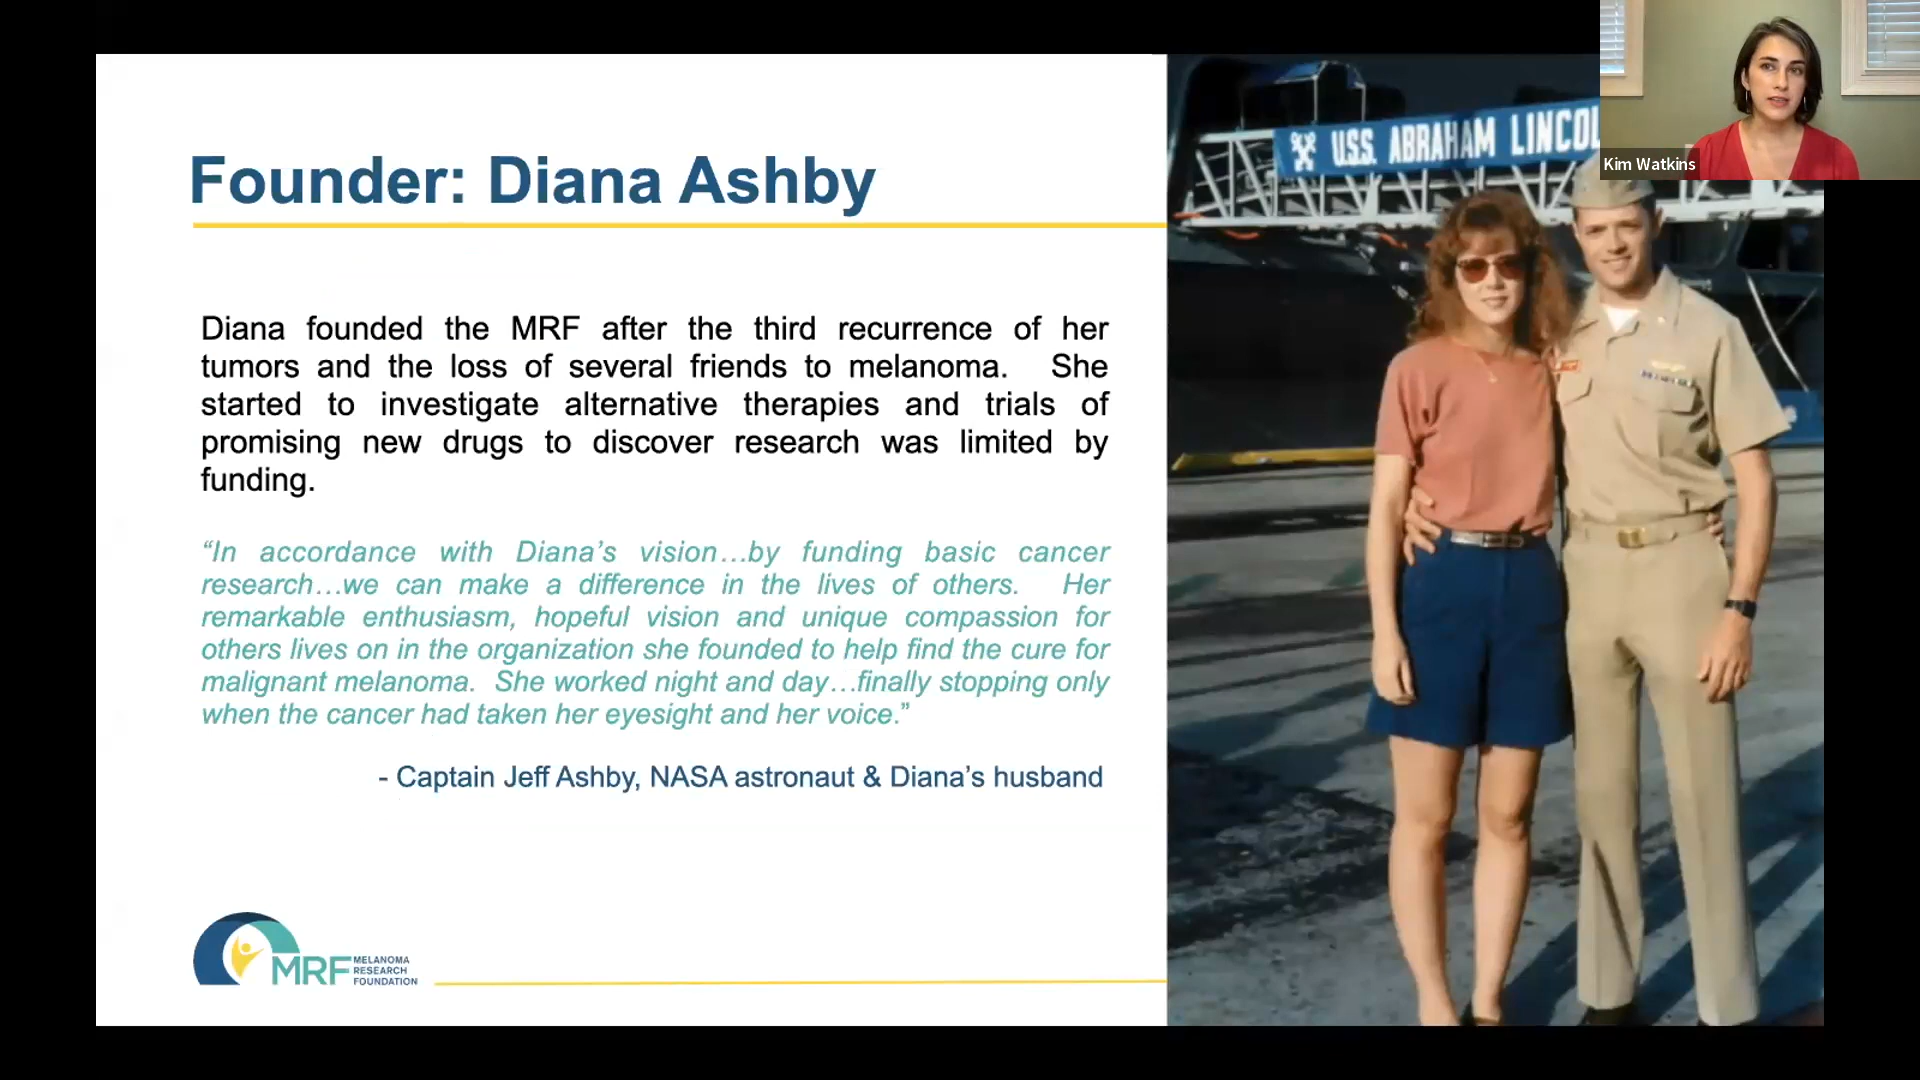 Founder: Diana Ashby
Diana founded the MRF after the third recurrence of her
tumors and the loss of several friends to melanoma. She
started to investigate alternative therapies and trials of
promising new drugs to discover research was limited by
funding.
“In accordance with Diana’s vision…by funding basic cancer
research…we can make a difference in the lives of others. Her
remarkable enthusiasm, hopeful vision and unique compassion for
others lives on in the organization she founded to help find the cure for
malignant melanoma. She worked night and day…finally stopping only
when the cancer had taken her eyesight and her voice.”
- Captain Jeff Ashby, NASA astronaut & Diana’s husband
MRF MELANOMA
RESEARCH
FOUNDATION
U.S.S. ABRAHAM LINCOL
Kim Watkins